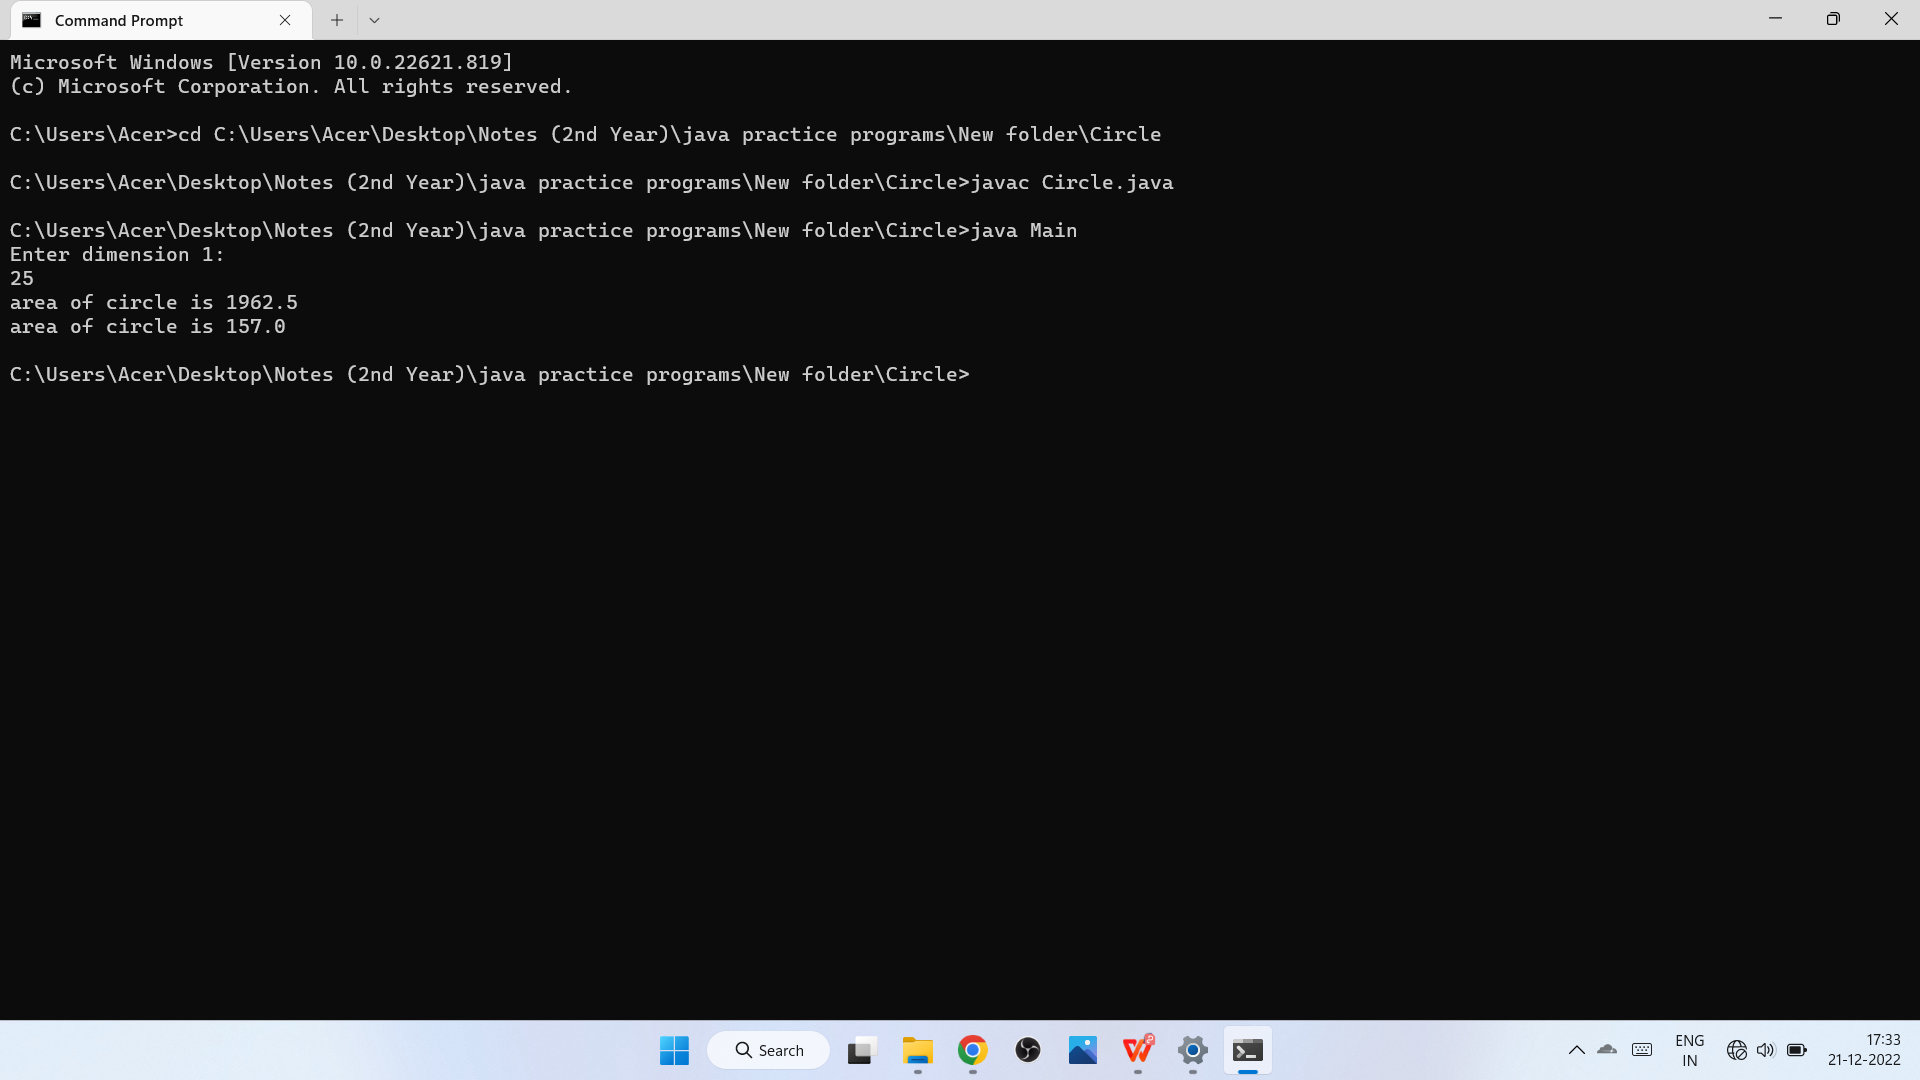 Command Prompt
Microsoft Windows [Version 10.0.22621.819]
(c) Microsoft Corporation. All rights reserved.
C:\Users\Acer>cd C:\Users\Acer\Desktop\Notes (2nd Year)\java practice programs\New folder\Circle
C:\Users\Acer\Desktop\Notes (2nd Year)\java practice programs\New folder\Circle>javac Circle.java
C:\Users\Acer\Desktop\Notes (2nd Year)\java practice programs\New folder\Circle>java Main
Enter dimension 1:
25
area of circle is 1962.5
area of circle is 157.0
C:\Users\Acer\Desktop\Notes (2nd Year)\java practice programs\New folder\Circle>
Search
ENG
IN
17:33
21-12-2022